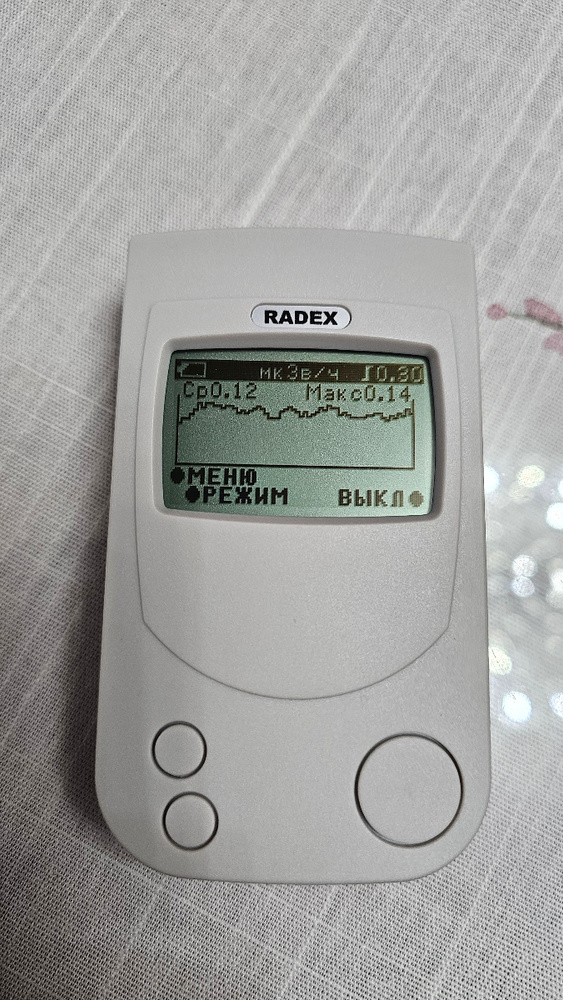 RADEX
мкЗв/ч 0.30
Ср0.12 Макс0.14
МЕНЮ
РЕЖИМ ВЫКЛ